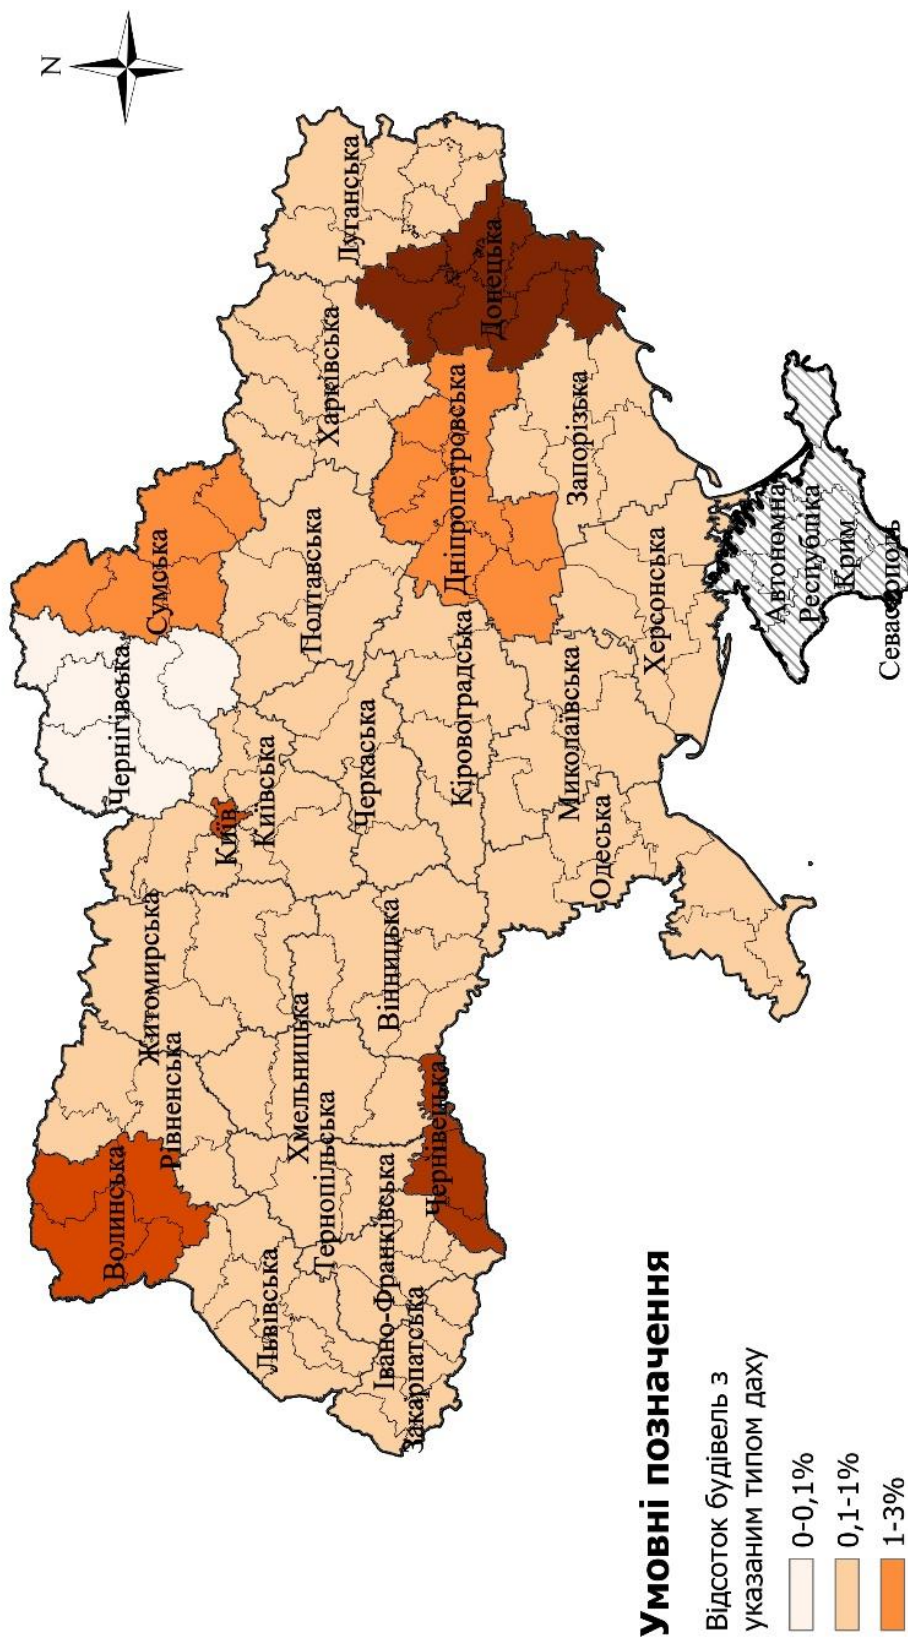 N
Волинська
Рівненська
Житомирська
Чернігівська
Сумська
Київ
Київська
Львівська
Тернопільська
Хмельницька
Вінницька
Черкаська
Полтавська
Харківська
Луганська
Закарпатська
Івано-Франківська
Чернівецька
Кіровоградська
Дніпропетровська
Донецька
Одеська
Миколаївська
Запорізька
Херсонська
Автономна
Республіка
Крим
Севастополь
Умовні позначення
Відсоток будівель з
указаним типом даху
0-0,1%
0,1-1%
1-3%